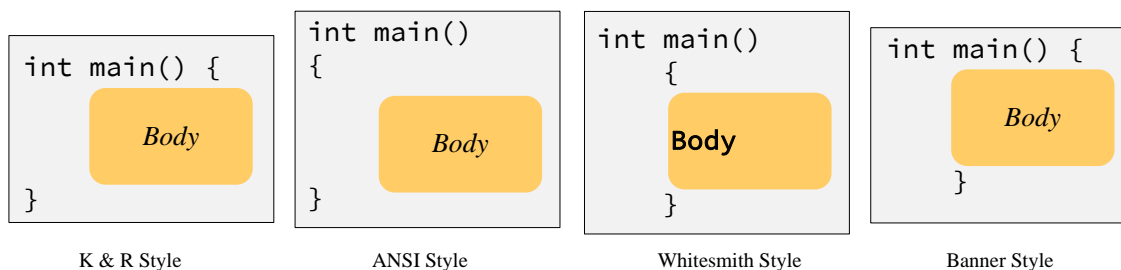 int main() {
Body
}
K & R Style
int main()
{
Body
}
ANSI Style
int main()
{
Body
}
Whitesmith Style
int main() {
Body
}
Banner Style